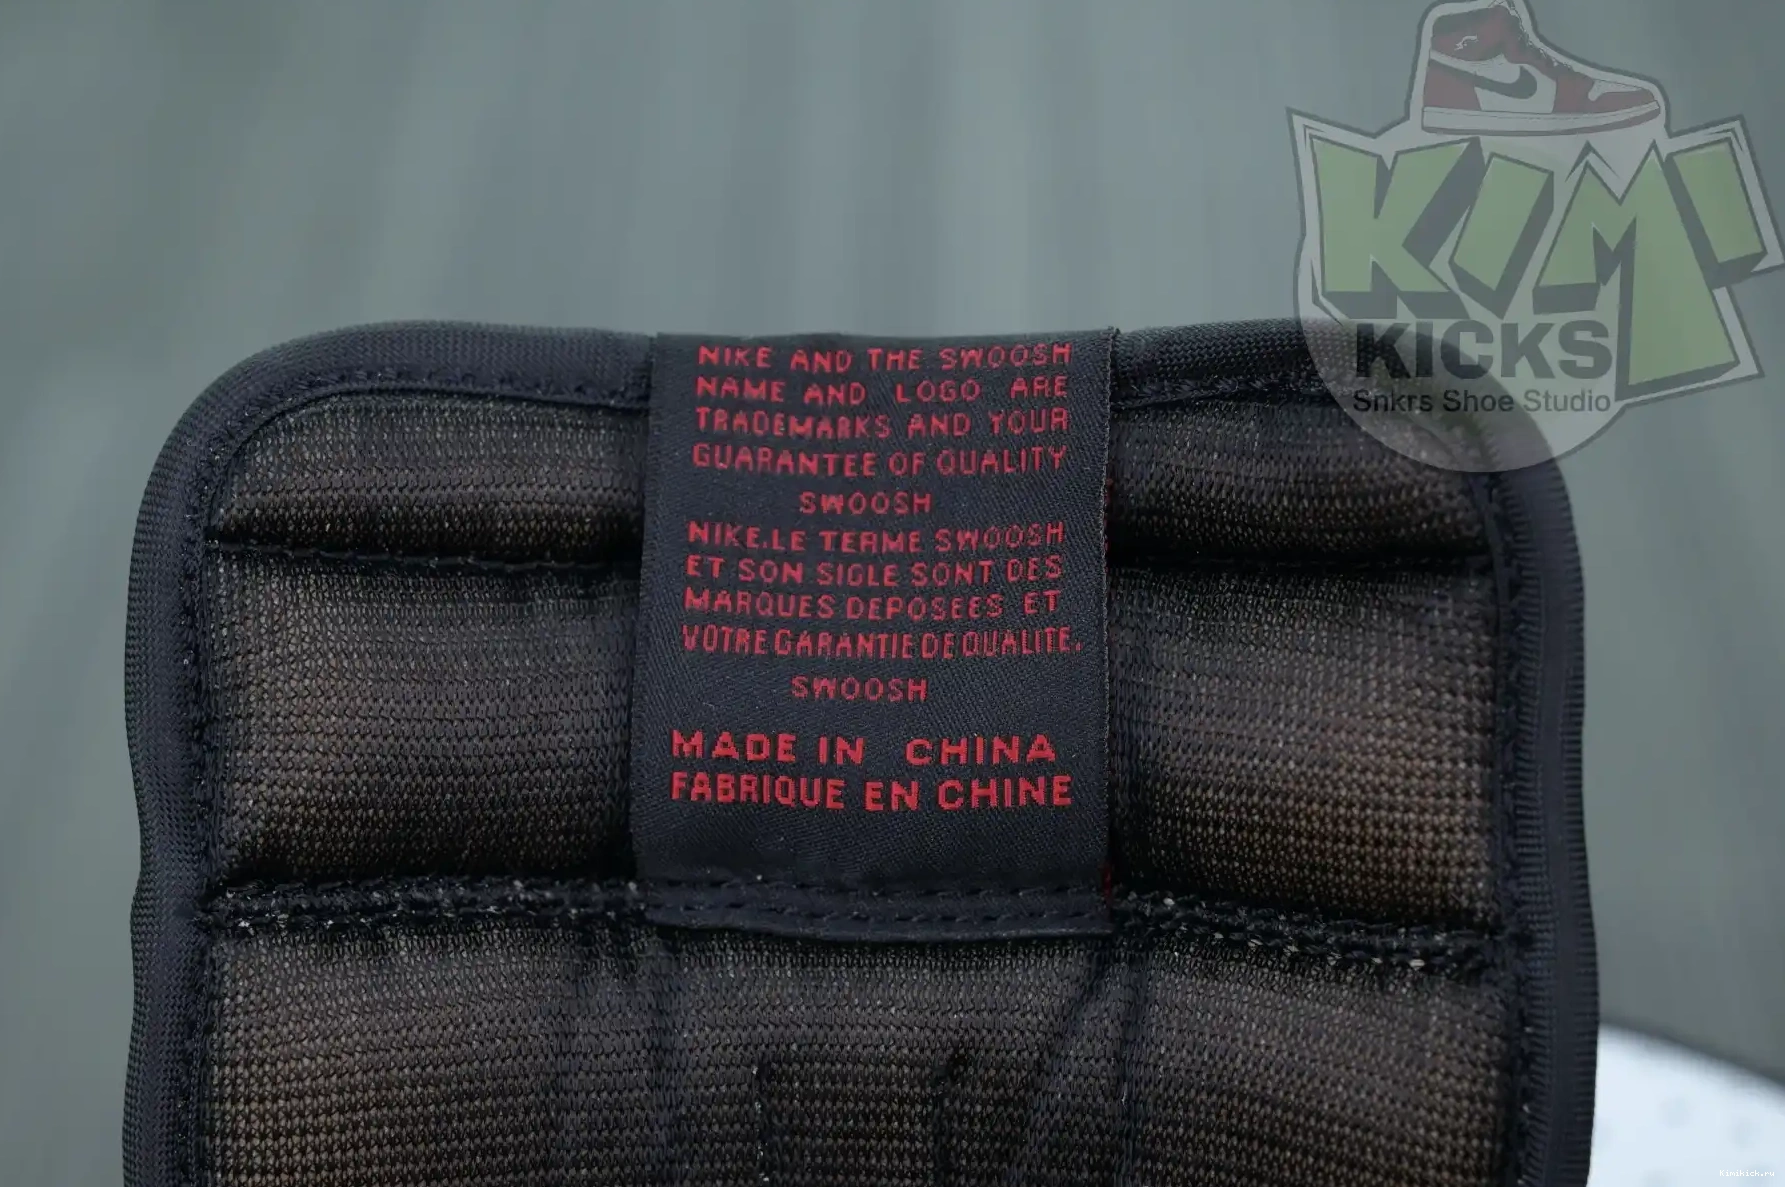 NIKE AND THE SWOOSH
NAME AND LOGO ARE
TRADEMARKS AND YOUR
GUARANTEE OF QUALITY
SWOOSH
NIKE.LE TERME SWOOSH
ET SON SIGLE SONT DES
MARQUES DEPOSEES ET
VOTRE GARANTIE DE QUALITE.
SWOOSH
MADE IN CHINA
FABRIQUE EN CHINE
KIM'
KICKS
Snkrs Shoe Studio